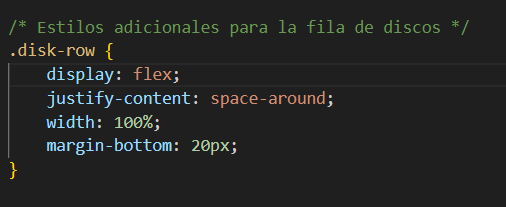 /* Estilos adicionales para la fila de discos */
.disk-row {
    display: flex;
    justify-content: space-around;
    width: 100%;
    margin-bottom: 20px;
}